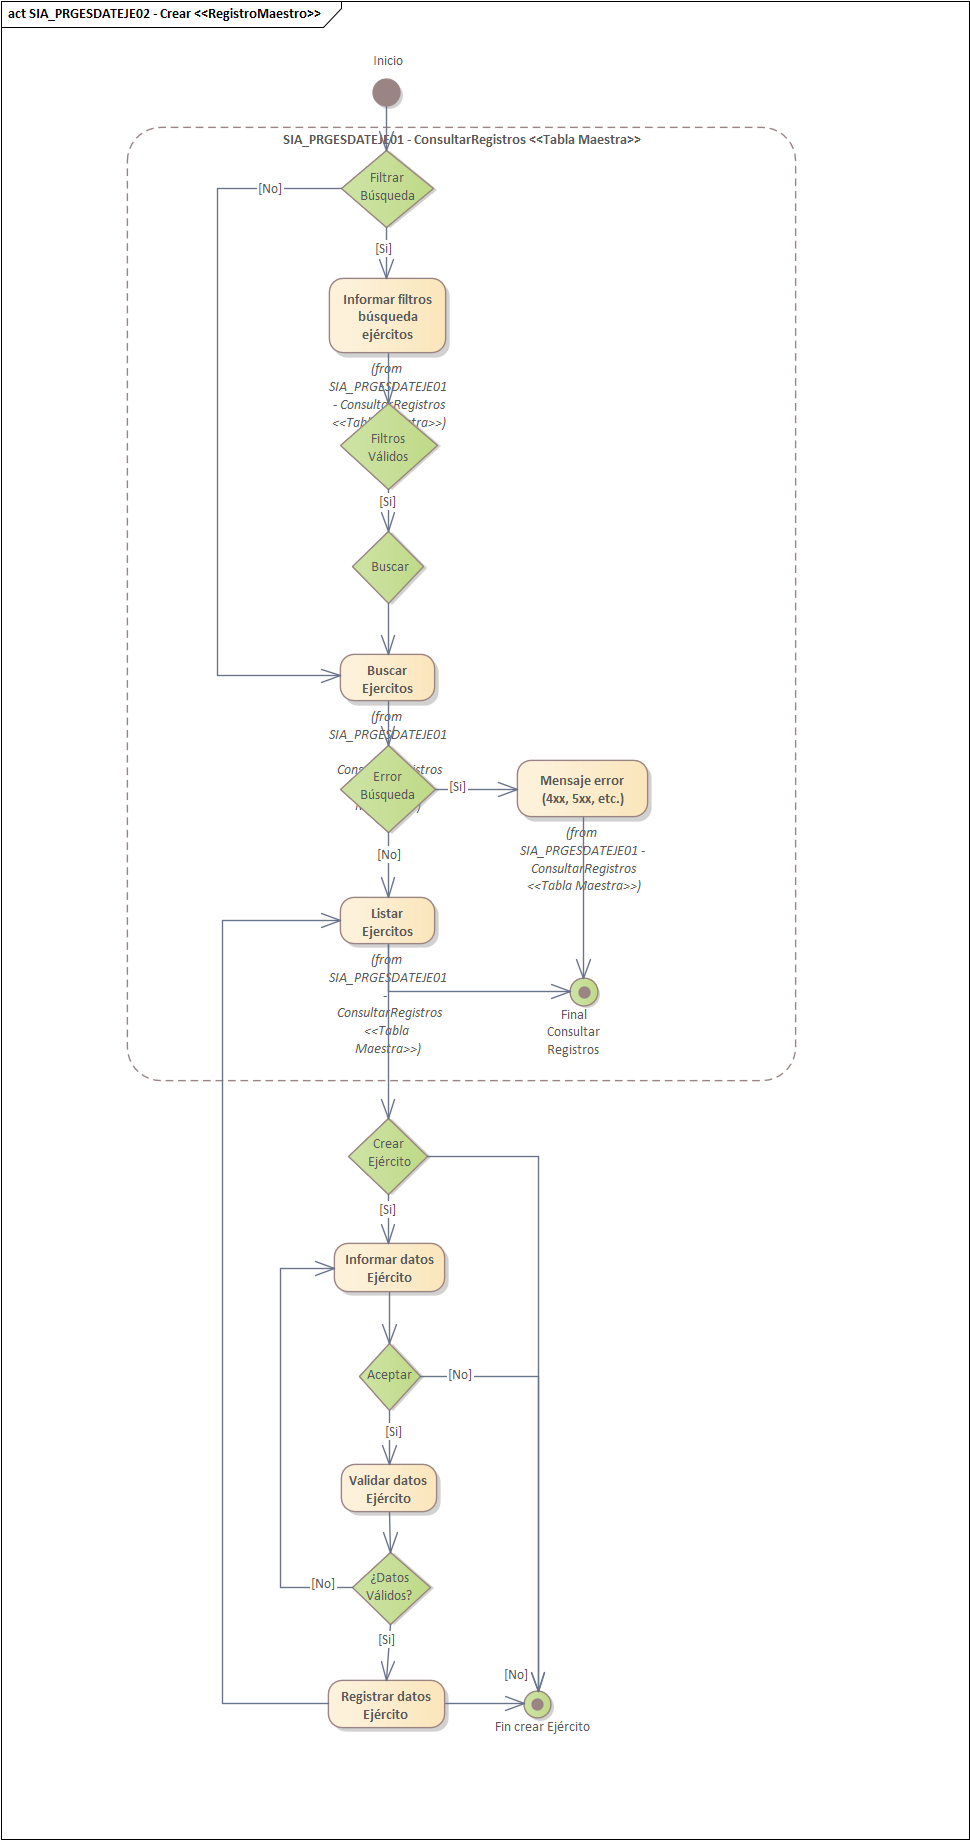 act SIA_PRGESDATEJE02 - Crear <<RegistroMaestro>>
Inicio
SIA_PRGESDATEJE01 - ConsultarRegistros <<Tabla Maestra>>
Filtrar
Búsqueda
[No]
[Si]
Informar filtros
búsqueda
ejércitos
(from
SIA_PRGESDATEJE01
- ConsultarRegistros
Filtros
Válidos
[Si]
Buscar
Buscar
Ejercitos
(from
SIA_PRGESDATEJE01
Error
Búsqueda
[Si]
Mensaje error
(4xx, 5xx, etc.)
(from
SIA_PRGESDATEJE01 -
ConsultarRegistros
<<Tabla Maestra>>)
[No]
Listar
Ejercitos
(from
SIA_PRGESDATEJE01
-
ConsultarRegistros
<<Tabla
Maestra>>)
Final
Consultar
Registros
Crear
Ejército
[Si]
Informar datos
Ejército
Aceptar
[No]
[Si]
Validar datos
Ejército
¿Datos
Válidos?
[No]
[Si]
Registrar datos
Ejército
[No]
Fin crear Ejército